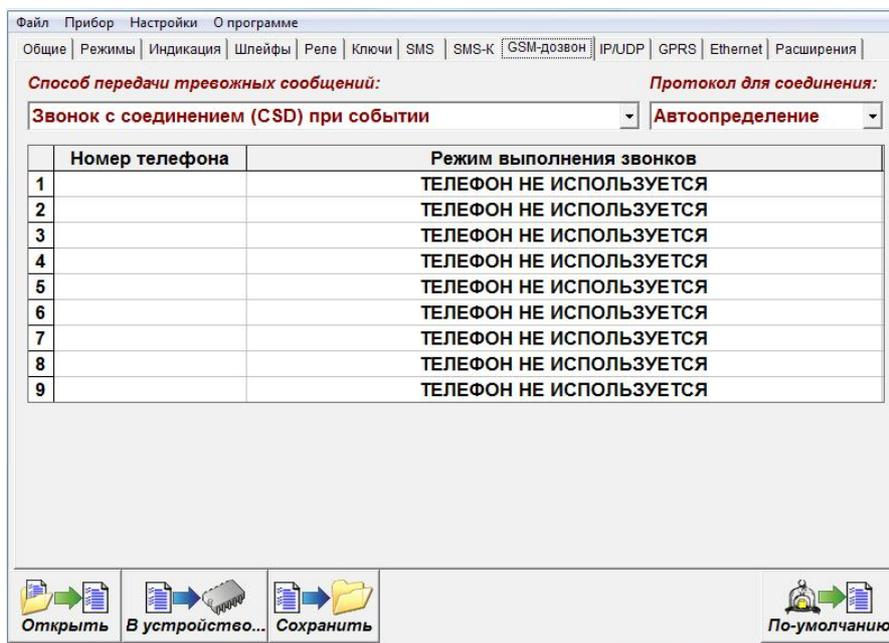 Файл Прибор Настройки О программе
Общие Режимы Индикация Шлейфы Реле Ключи SMS SMS-К GSM-дозвон IP/UDP GPRS Ethernet Расширения
Способ передачи тревожных сообщений: Протокол для соединения:
Звонок с соединением (CSD) при событии Автоопределение
Номер телефона Режим выполнения звонков
1 ТЕЛЕФОН НЕ ИСПОЛЬЗУЕТСЯ
2 ТЕЛЕФОН НЕ ИСПОЛЬЗУЕТСЯ
3 ТЕЛЕФОН НЕ ИСПОЛЬЗУЕТСЯ
4 ТЕЛЕФОН НЕ ИСПОЛЬЗУЕТСЯ
5 ТЕЛЕФОН НЕ ИСПОЛЬЗУЕТСЯ
6 ТЕЛЕФОН НЕ ИСПОЛЬЗУЕТСЯ
7 ТЕЛЕФОН НЕ ИСПОЛЬЗУЕТСЯ
8 ТЕЛЕФОН НЕ ИСПОЛЬЗУЕТСЯ
9 ТЕЛЕФОН НЕ ИСПОЛЬЗУЕТСЯ
Открыть В устройство... Сохранить По-умолчанию